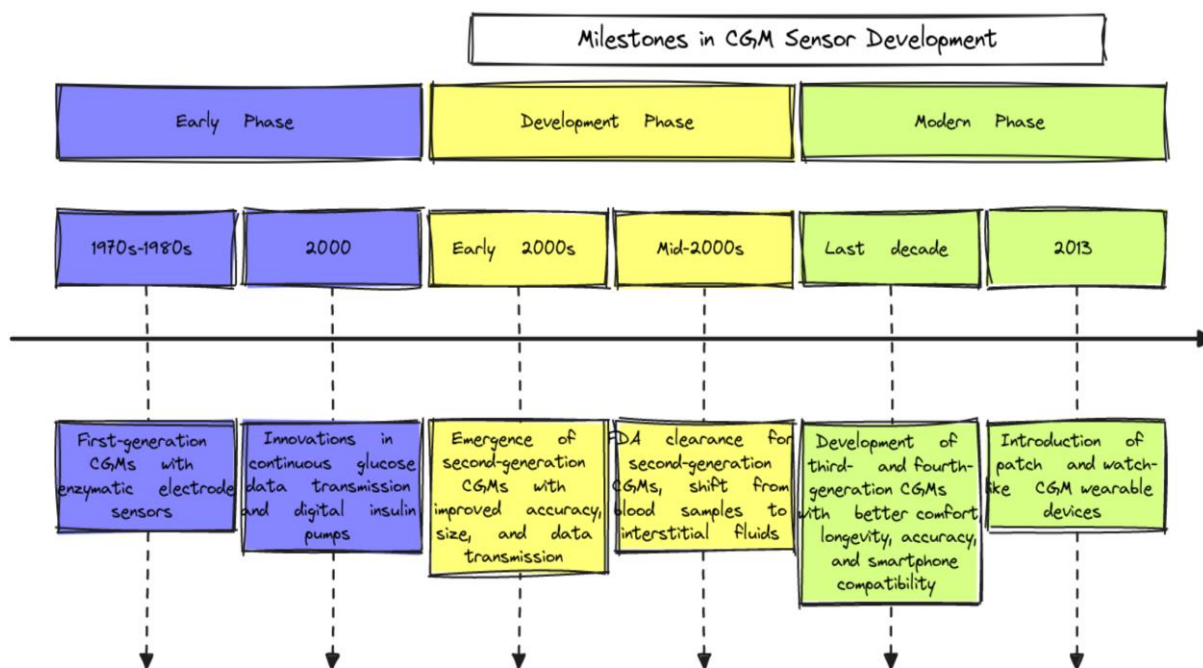 Milestones in CGM Sensor Development
Early Phase
Development Phase
Modern Phase
1970s-1980s
2000
Early 2000s
Mid-2000s
Last decade
2013
First-generation
CGMs with
enzymatic electrode
sensors
Innovations in
continuous glucose
data transmission
and digital insulin
pumps
Emergence of
second-generation
CGMs with
improved accuracy,
size, and data
transmission
FDA clearance for
second-generation
CGMs, shift from
blood samples to
interstitial fluids
Development of
third- and fourth-
generation CGMs
with better comfort,
longevity, accuracy,
and smartphone
compatibility
Introduction of
patch and watch-
like CGM wearable
devices